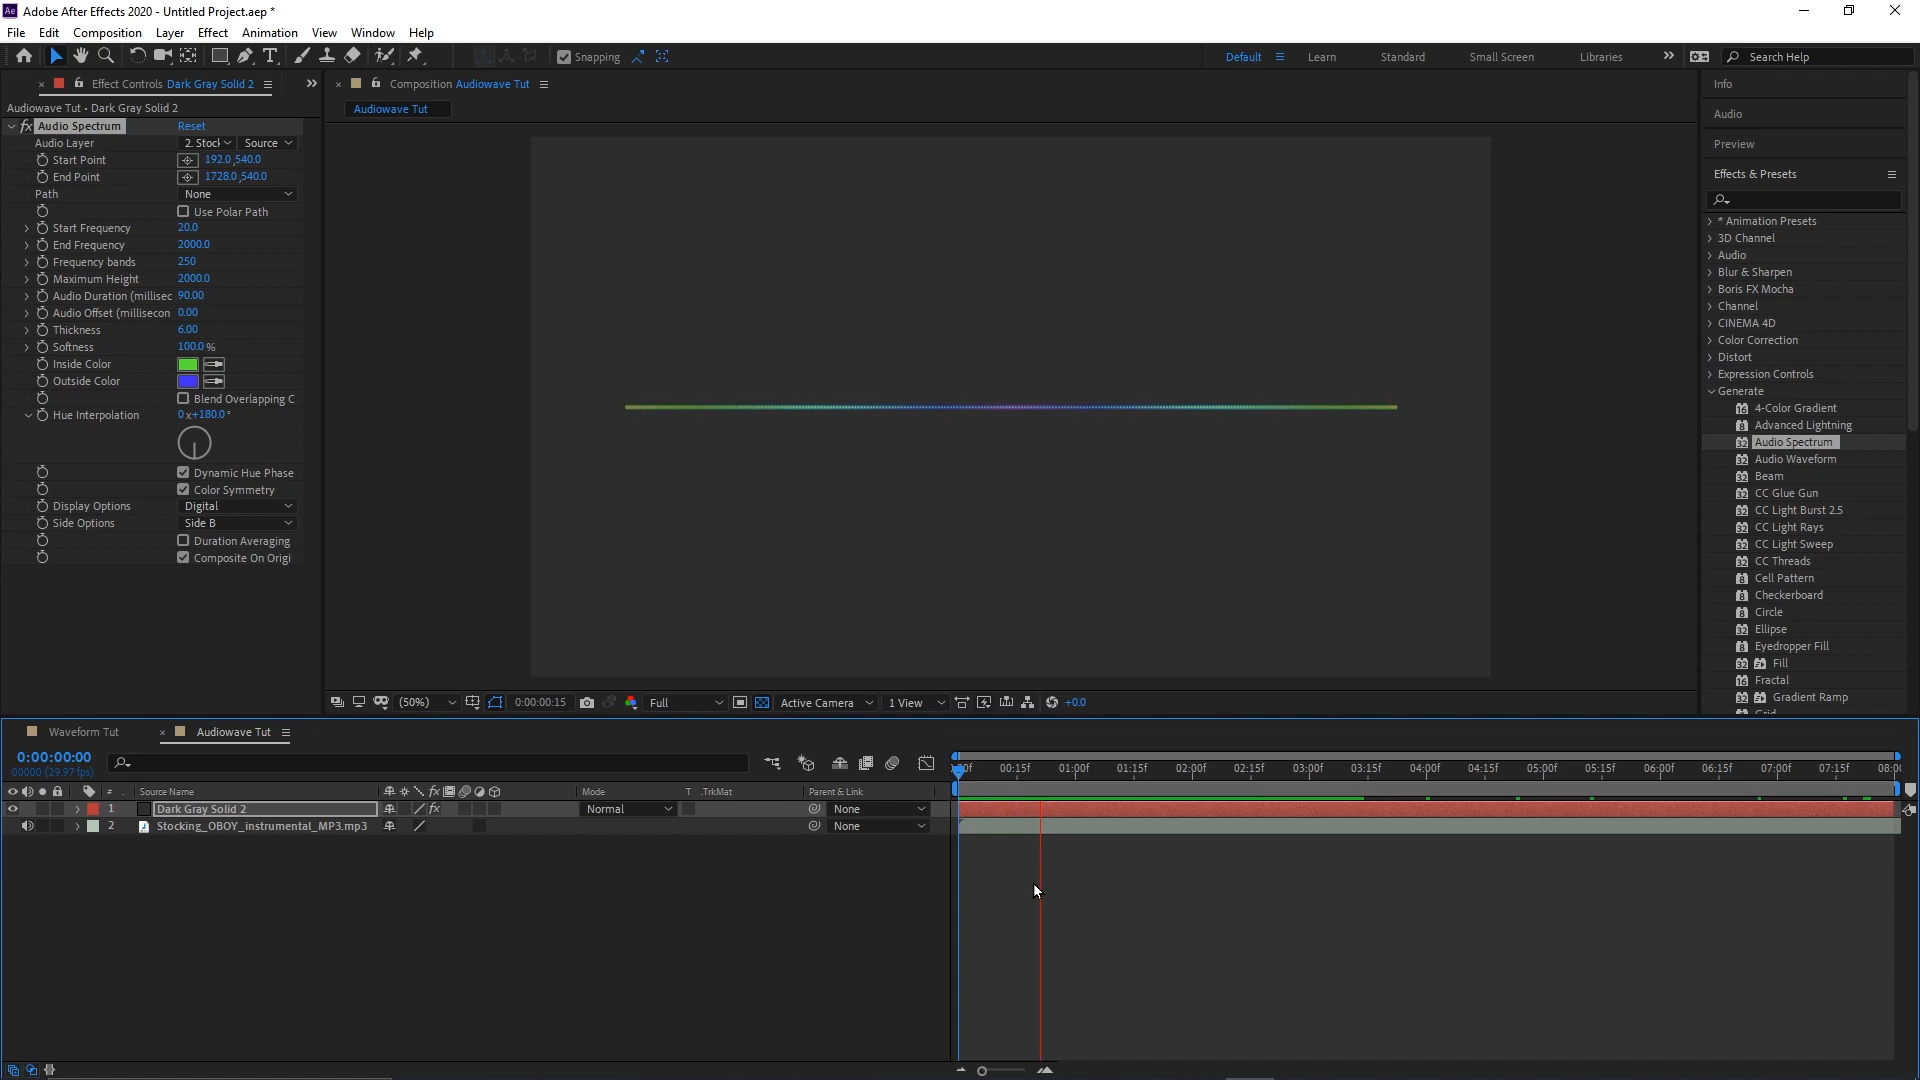 Adobe After Effects 2020 - Untitled Project.aep *
File Edit Composition Layer Effect Animation View Window Help
Snapping
Default Learn Standard Small Screen Libraries Search Help
Effect Controls Dark Gray Solid 2
Composition Audiowave Tut
Audiowave Tut
Audiowave Tut • Dark Gray Solid 2
fx Audio Spectrum Reset
Audio Layer 2. Stock Source
Start Point 192.0,540.0
End Point 1728.0,540.0
Path None
Use Polar Path
Start Frequency 20.0
End Frequency 2000.0
Frequency bands 250
Maximum Height 2000.0
Audio Duration (millisec 90.00
Audio Offset (millisecon 0.00
Thickness 6.00
Softness 100.0 %
Inside Color
Outside Color
Blend Overlapping C
Hue Interpolation 0x+180.0°
Dynamic Hue Phase
Color Symmetry
Display Options Digital
Side Options Side B
Duration Averaging
Composite On Origi
(50%) 0:00:00:15 Full Active Camera 1 View +0.0
Info
Audio
Preview
Effects & Presets
* Animation Presets
3D Channel
Audio
Blur & Sharpen
Boris FX Mocha
Channel
CINEMA 4D
Color Correction
Distort
Expression Controls
Generate
4-Color Gradient
Advanced Lightning
Audio Spectrum
Audio Waveform
Beam
CC Glue Gun
CC Light Burst 2.5
CC Light Rays
CC Light Sweep
CC Threads
Cell Pattern
Checkerboard
Circle
Ellipse
Eyedropper Fill
Fill
Fractal
Gradient Ramp
Waveform Tut Audiowave Tut
0:00:00:00
00000 (29.97 fps)
00:15f 01:00f 01:15f 02:00f 02:15f 03:00f 03:15f 04:00f 04:15f 05:00f 05:15f 06:00f 06:15f 07:00f 07:15f 08:00
# Source Name fx Mode T .TrkMat Parent & Link
1 Dark Gray Solid 2 fx Normal None
2 Stocking_OBOY_instrumental_MP3.mp3 None